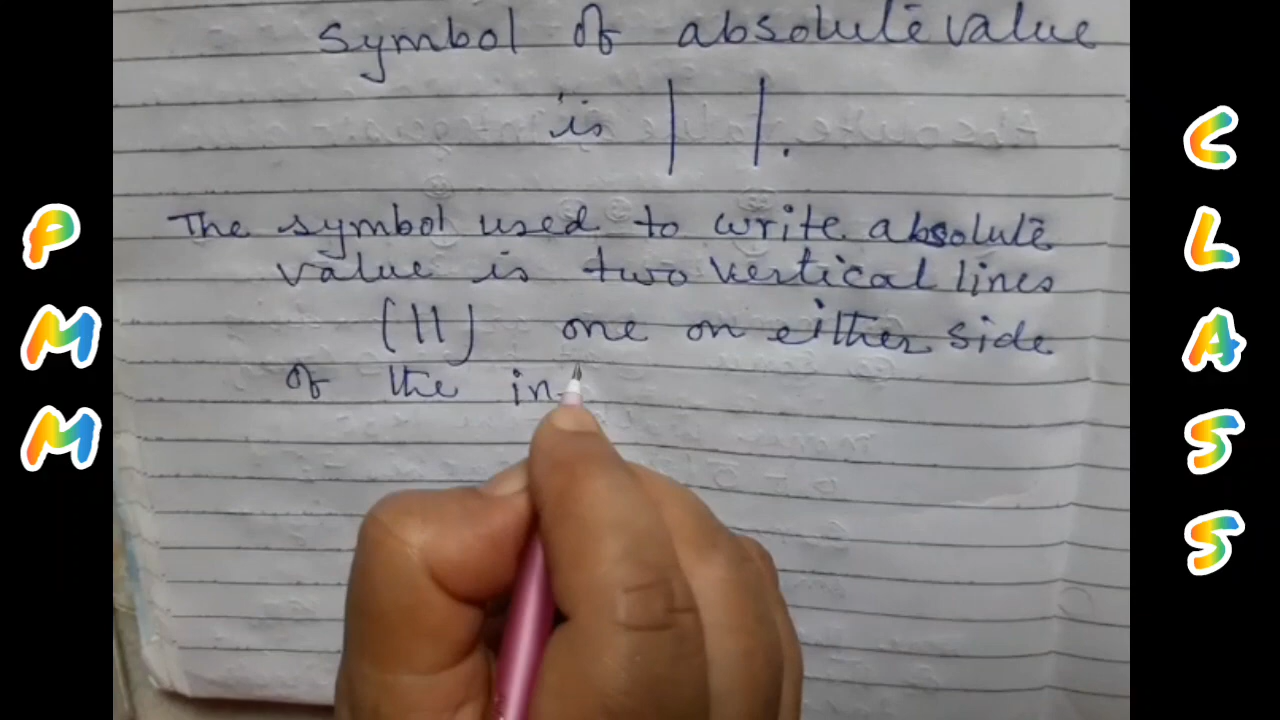 Symbol of absolute value
is | |.
The symbol used to write absolute
value is two vertical lines
(||) one on either side
of the in
PMM
CLASS